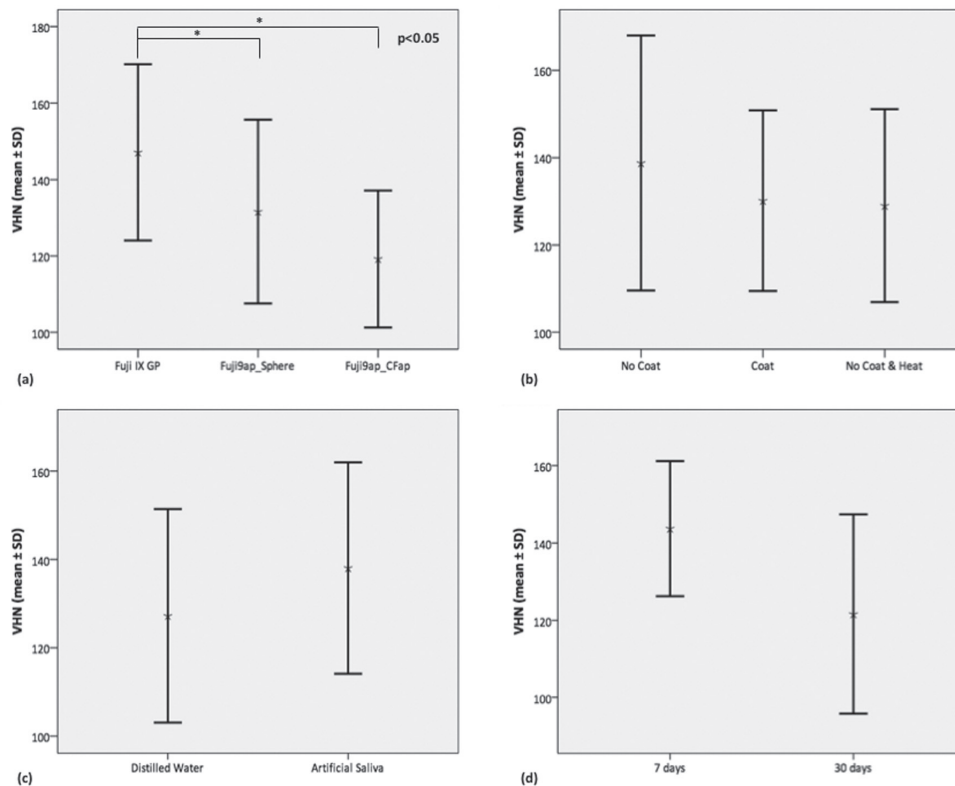 *
*
p<0.05
180
160
140
120
100
VHN (mean ± SD)
Fuji IX GP
Fuji9ap_Sphere
Fuji9ap_CFap
(a)
160
140
120
100
VHN (mean ± SD)
No Coat
Coat
No Coat & Heat
(b)
160
140
120
100
VHN (mean ± SD)
Distilled Water
Artificial Saliva
(c)
160
140
120
100
VHN (mean ± SD)
7 days
30 days
(d)